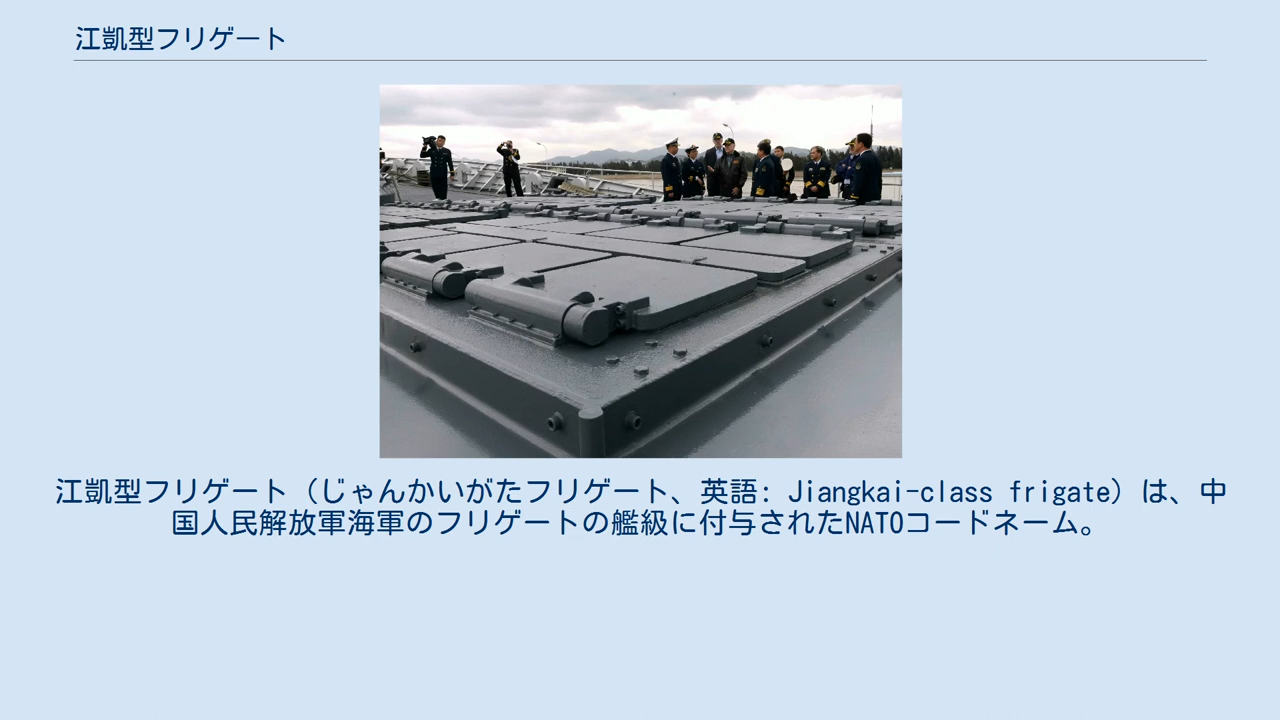 江凱型フリゲート
江凱型フリゲート（じゃんかいがたフリゲート、英語: Jiangkai-class frigate）は、中
国人民解放軍海軍のフリゲートの艦級に付与されたNATOコードネーム。